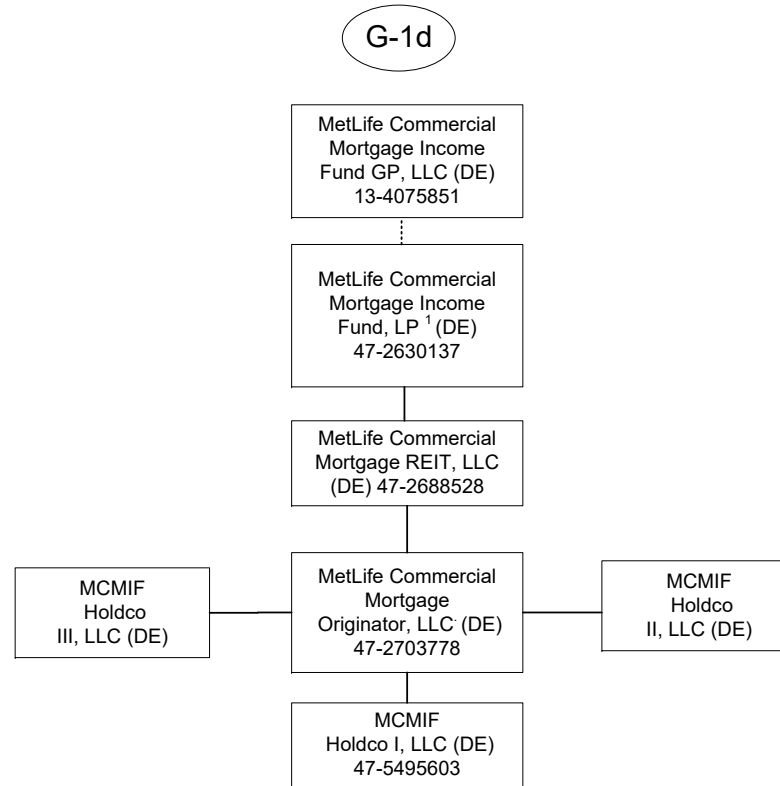 G-1d
MetLife Commercial
Mortgage Income
Fund GP, LLC (DE)
13-4075851
MetLife Commercial
Mortgage Income
Fund, LP ¹ (DE)
47-2630137
MetLife Commercial
Mortgage REIT, LLC
(DE) 47-2688528
MCMIF
Holdco
III, LLC (DE)
MetLife Commercial
Mortgage
Originator, LLC (DE)
47-2703778
MCMIF
Holdco
II, LLC (DE)
MCMIF
Holdco I, LLC (DE)
47-5495603